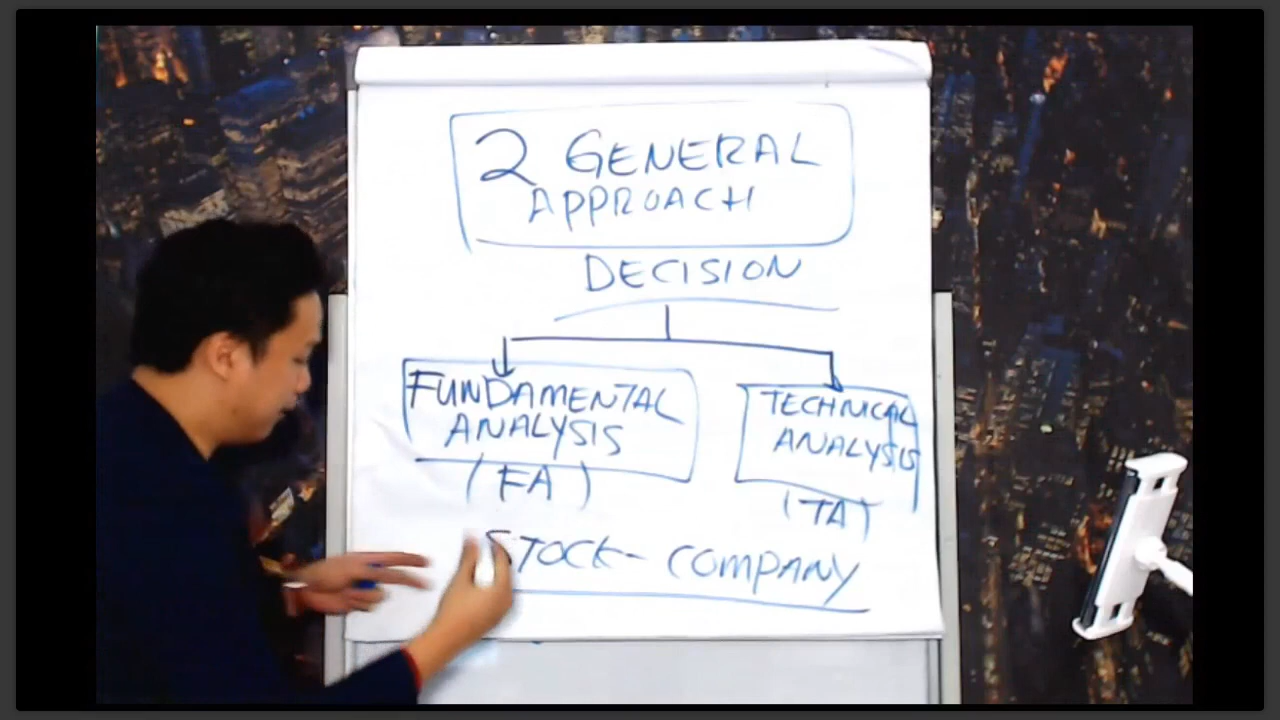 2 GENERAL
APPROACH
DECISION
FUNDAMENTAL
ANALYSIS
(FA)
TECHNICAL
ANALYSIS
(TA)
STOCK - COMPANY